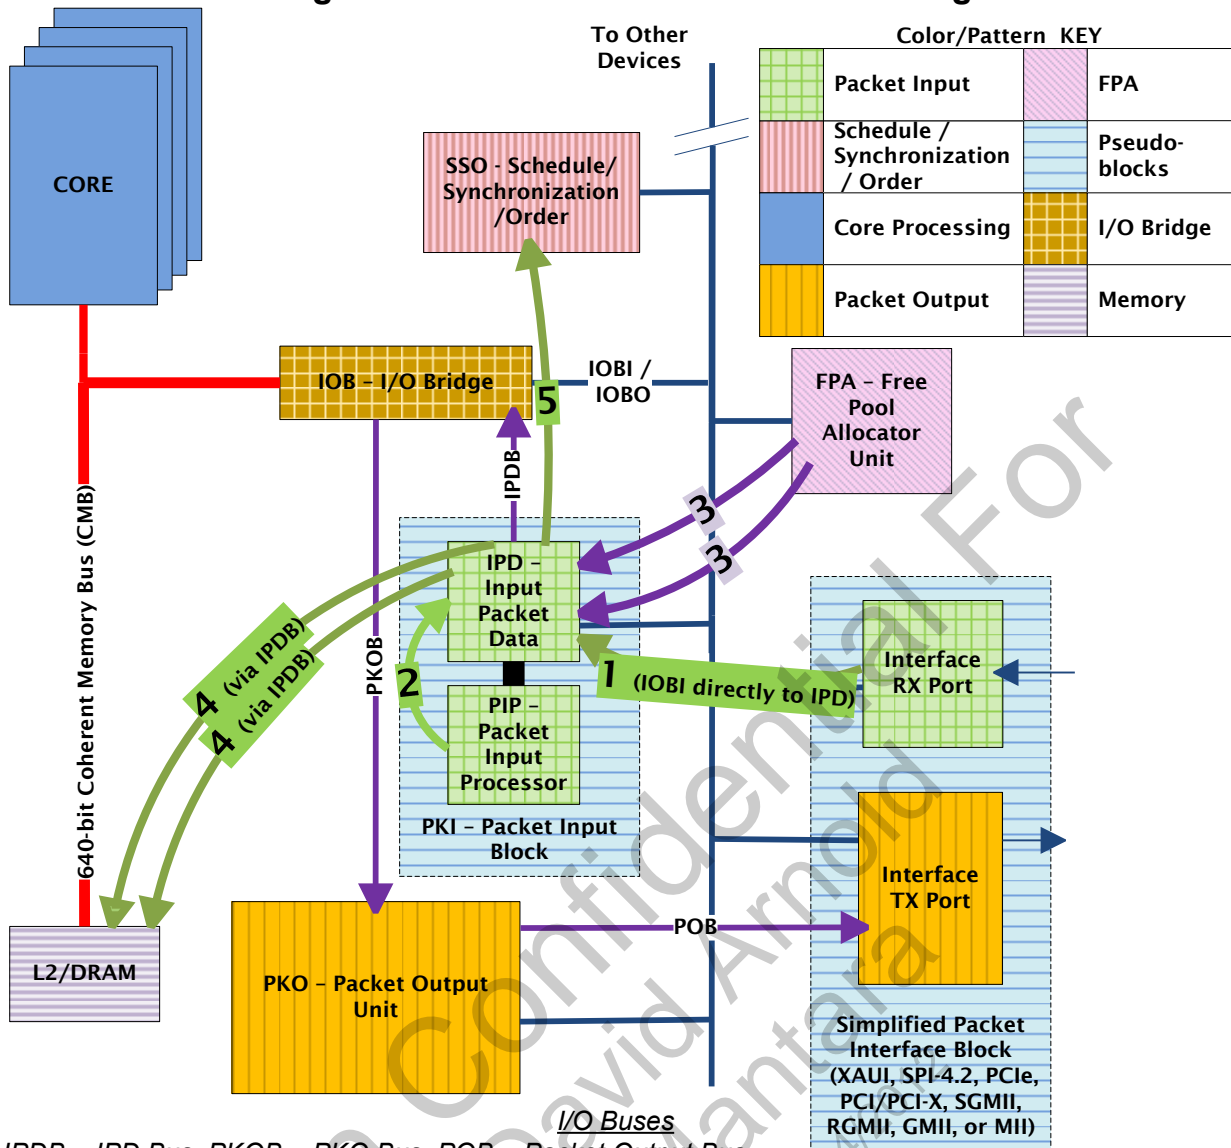 To Other
Devices
Color/Pattern KEY
Packet Input
FPA
Schedule /
Synchronization
/ Order
Pseudo-
blocks
Core Processing
I/O Bridge
Packet Output
Memory
CORE
SSO - Schedule/
Synchronization
/Order
IOB – I/O Bridge
IOBI /
IOBO
5
FPA – Free
Pool
Allocator
Unit
IPDB
3
3
640-bit Coherent Memory Bus (CMB)
IPD –
Input
Packet
Data
4 (via IPDB)
4 (via IPDB)
PKOB
2
1 (IOBI directly to IPD)
Interface
RX Port
PIP –
Packet
Input
Processor
PKI – Packet Input
Block
Interface
TX Port
POB
L2/DRAM
PKO – Packet Output
Unit
Simplified Packet
Interface Block
(XAUI, SPI-4.2, PCIe,
PCI/PCI-X, SGMII,
RGMII, GMII, or MII)
I/O Buses
Confidential For
David Arnold